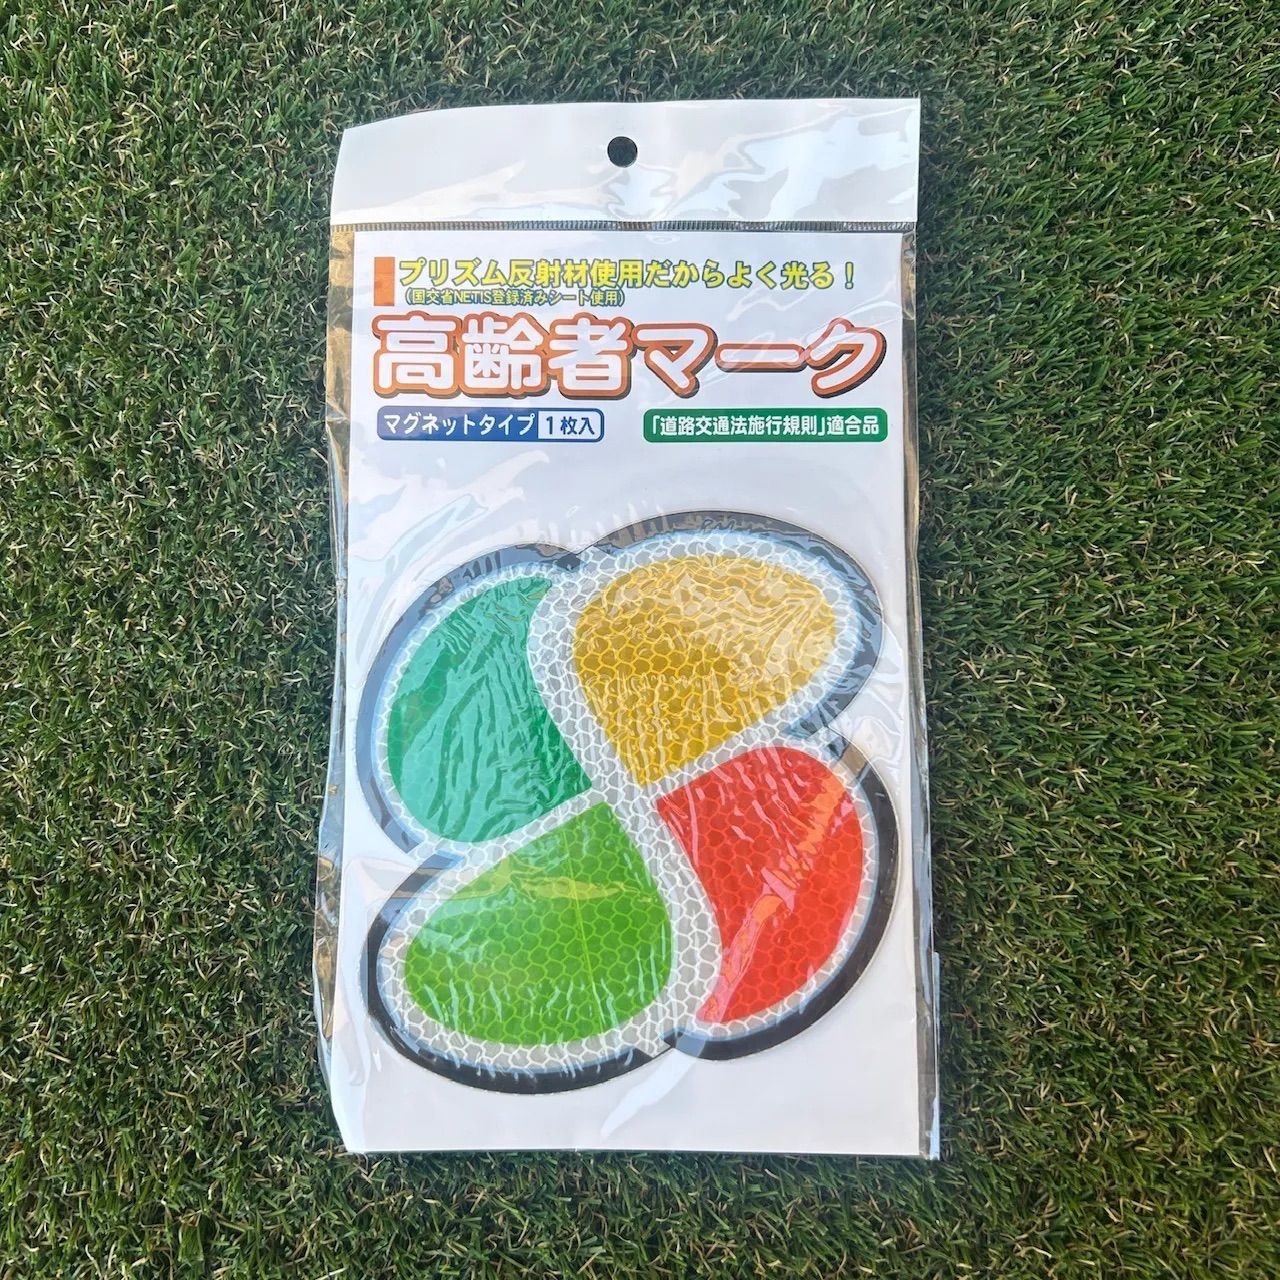 プリズム反射材使用だからよく光る！
（国交省NETIS登録済みシート使用）
高齢者マーク
マグネットタイプ 1枚入
「道路交通法施行規則」適合品